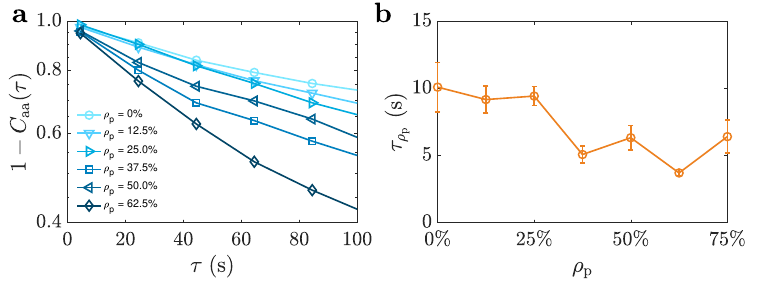 a
1.0
0.8
0.6
0.4
1 − C_aa(τ)
ρ_p = 0%
ρ_p = 12.5%
ρ_p = 25.0%
ρ_p = 37.5%
ρ_p = 50.0%
ρ_p = 62.5%
0 20 40 60 80 100
τ (s)
b
15
10
5
0
τ_ρ_p (s)
0% 25% 50% 75%
ρ_p